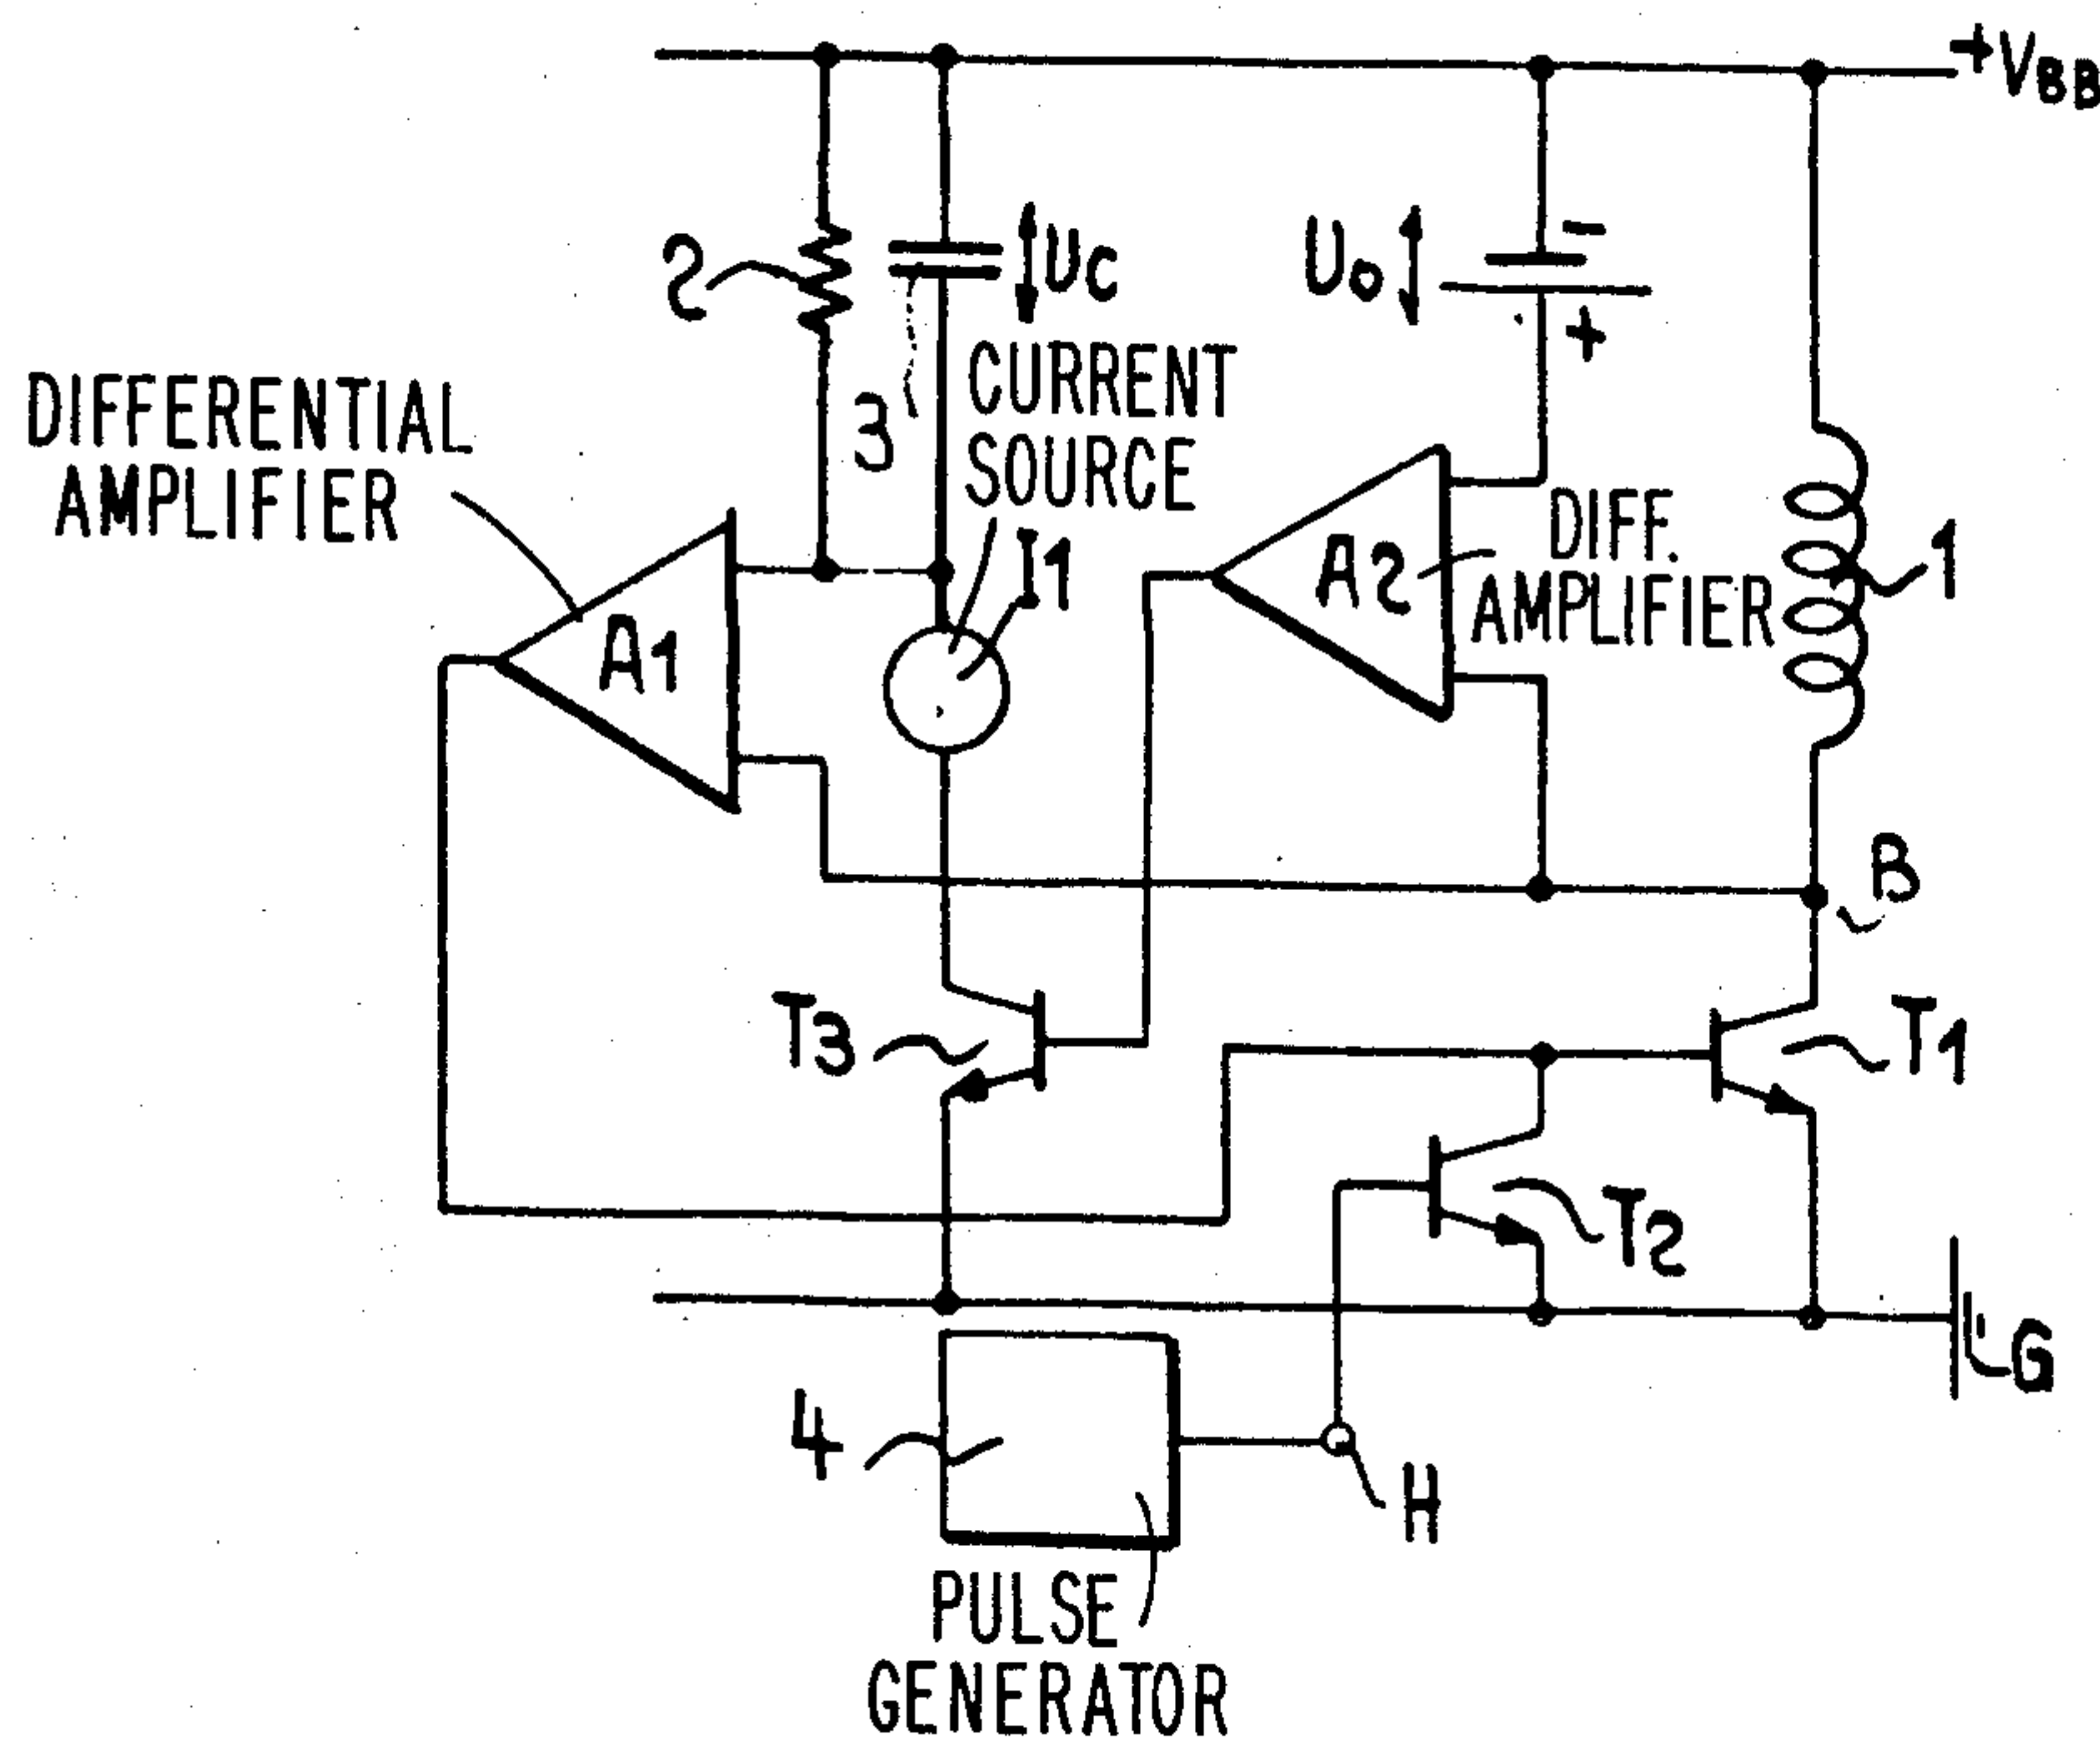 +VBB
2
UC
U0
-
+
3
CURRENT
SOURCE
I1
DIFFERENTIAL
AMPLIFIER
A1
A2
DIFF.
AMPLIFIER
1
B
T3
T1
T2
G
4
H
PULSE
GENERATOR